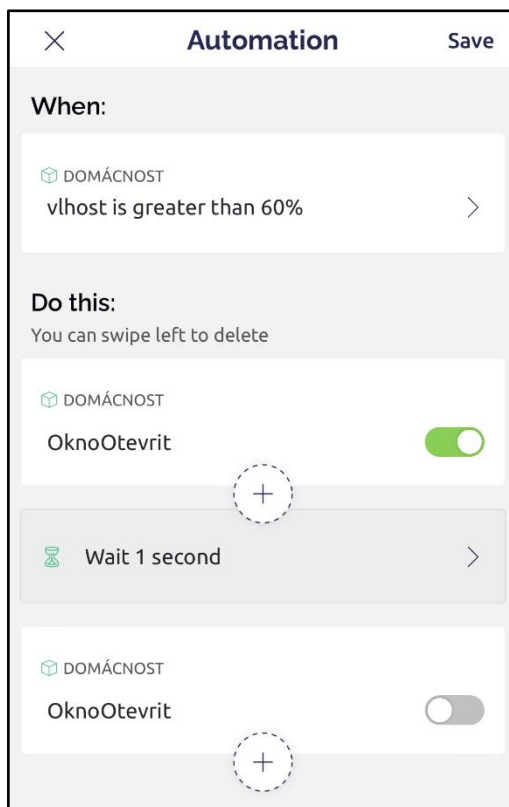 Automation
Save
When:
DOMÁCNOST
vlhost is greater than 60%
Do this:
You can swipe left to delete
DOMÁCNOST
OknoOtevrit
Wait 1 second
DOMÁCNOST
OknoOtevrit